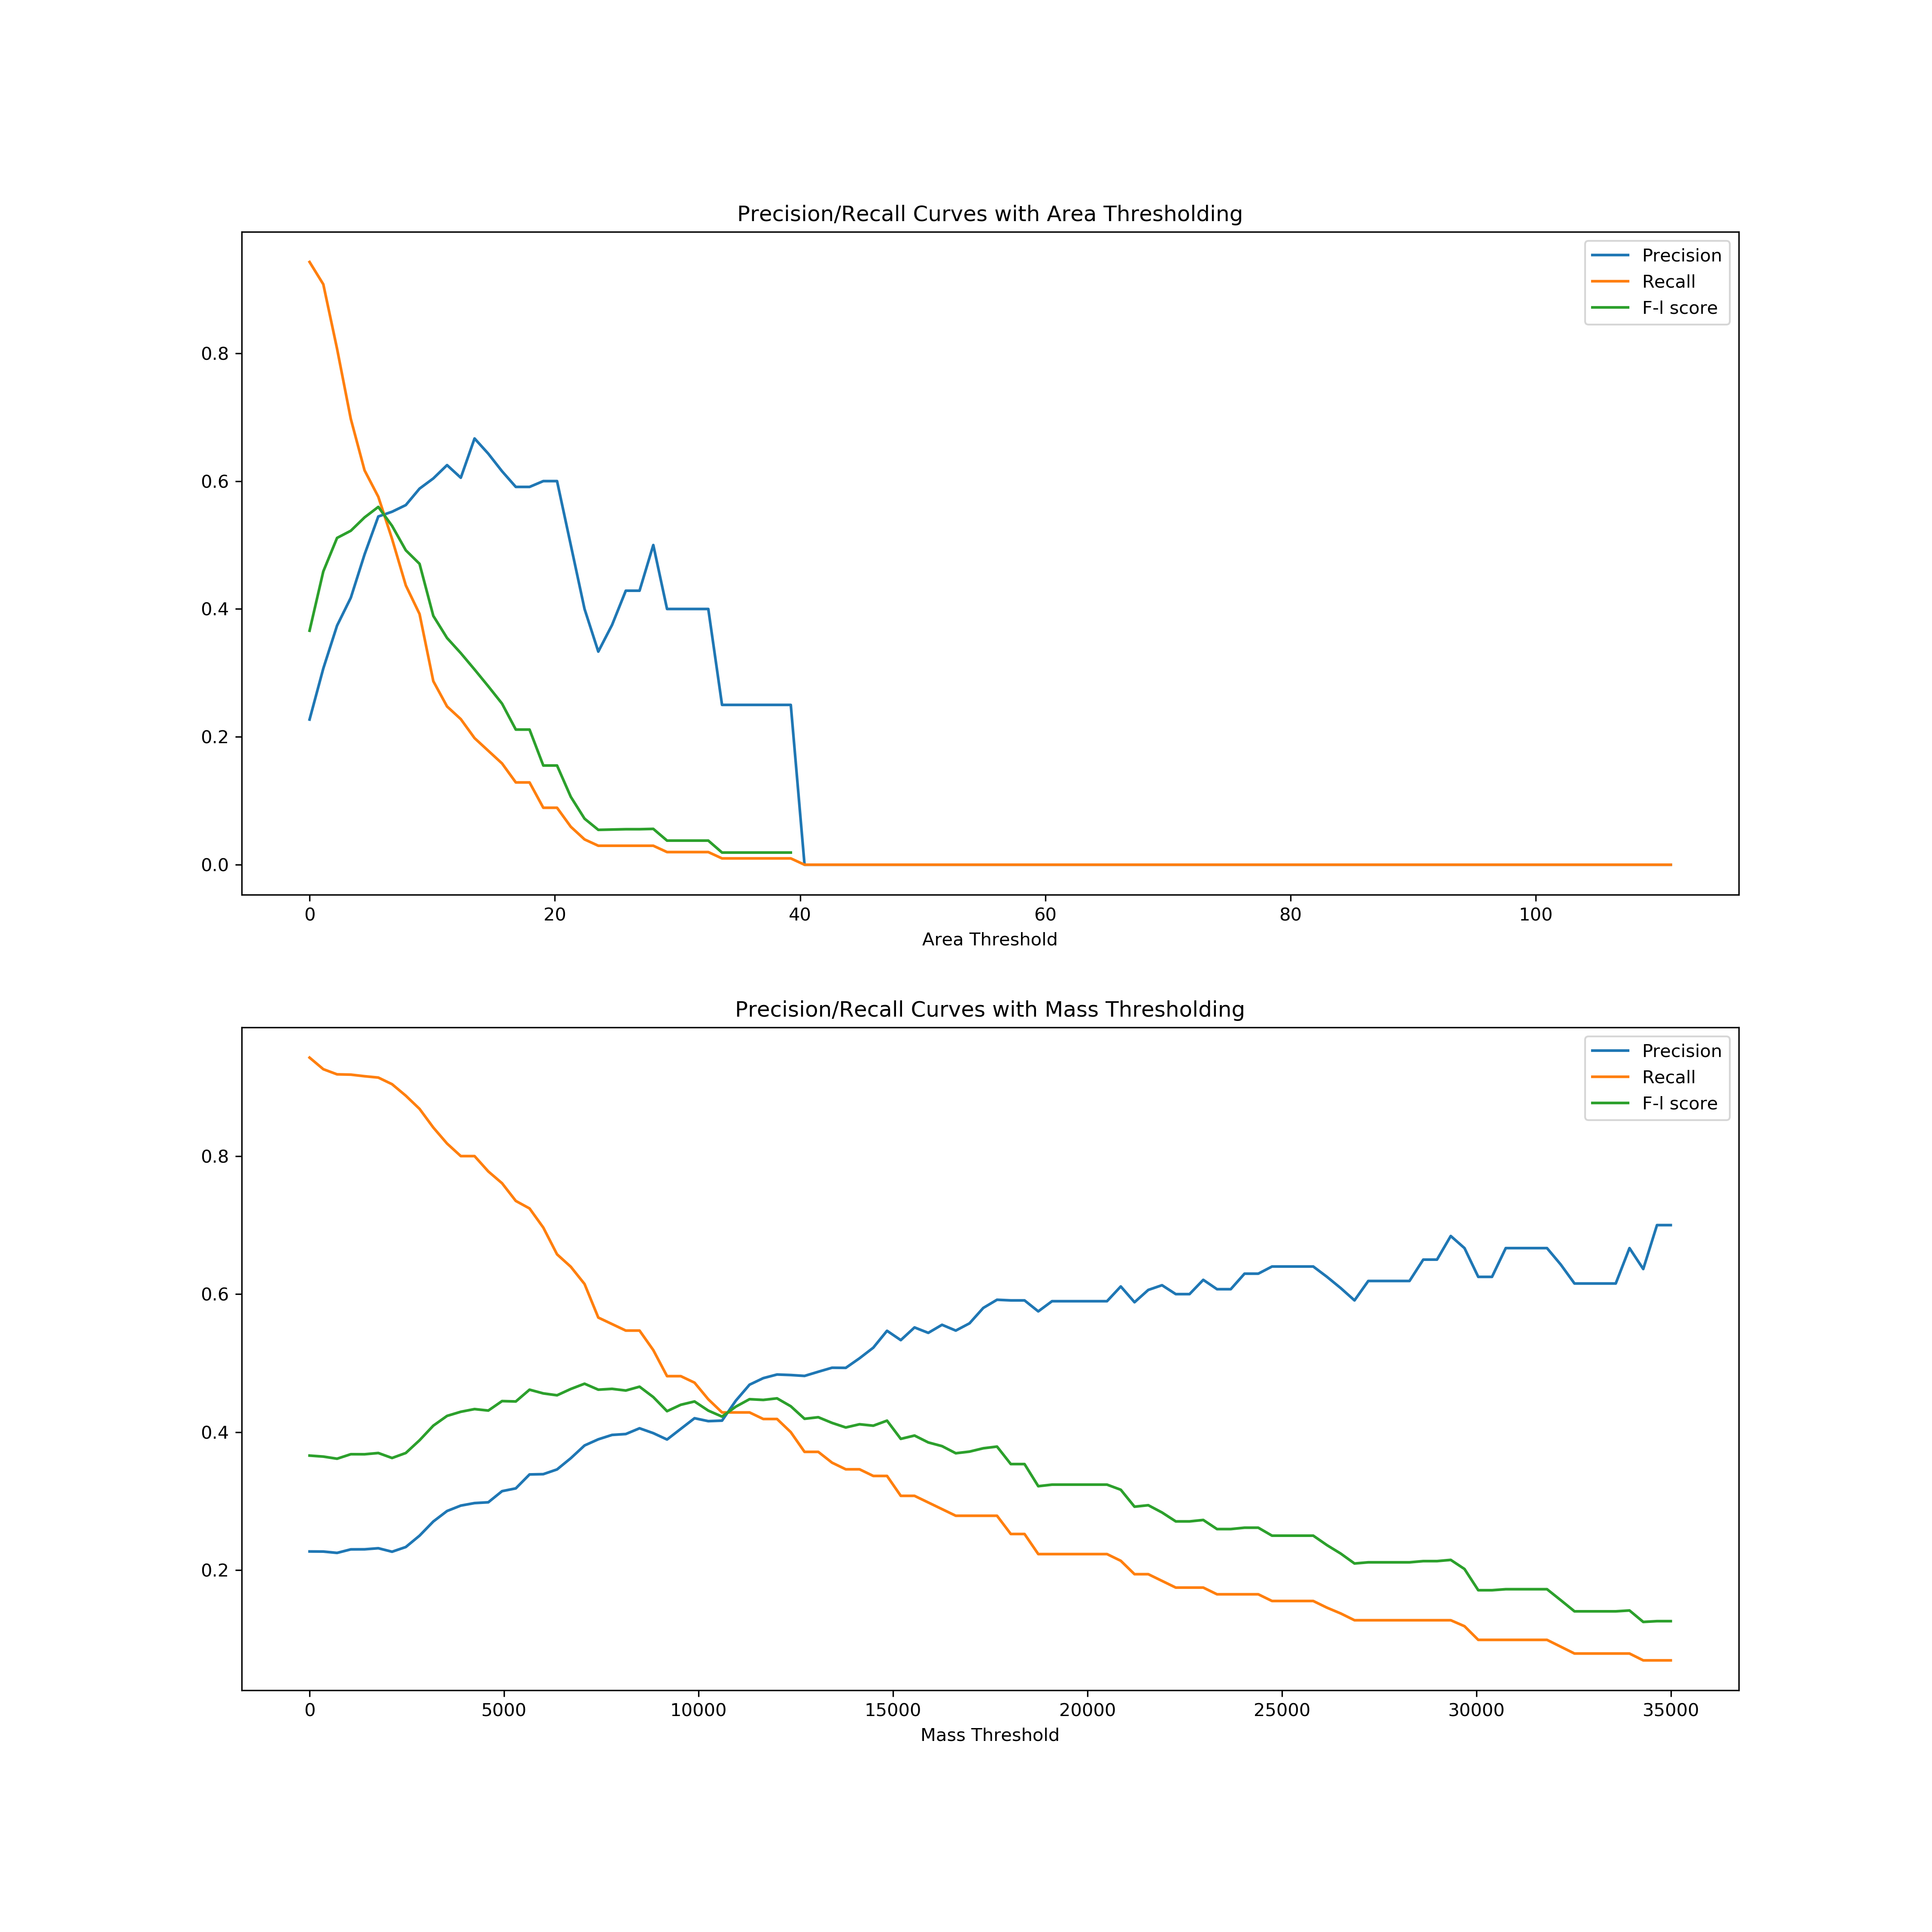 Precision/Recall Curves with Area Thresholding
Precision
Recall
F-l score
0.8
0.6
0.4
0.2
0.0
0 20 40 60 80 100
Area Threshold
Precision/Recall Curves with Mass Thresholding
Precision
Recall
F-l score
0.8
0.6
0.4
0.2
0 5000 10000 15000 20000 25000 30000 35000
Mass Threshold